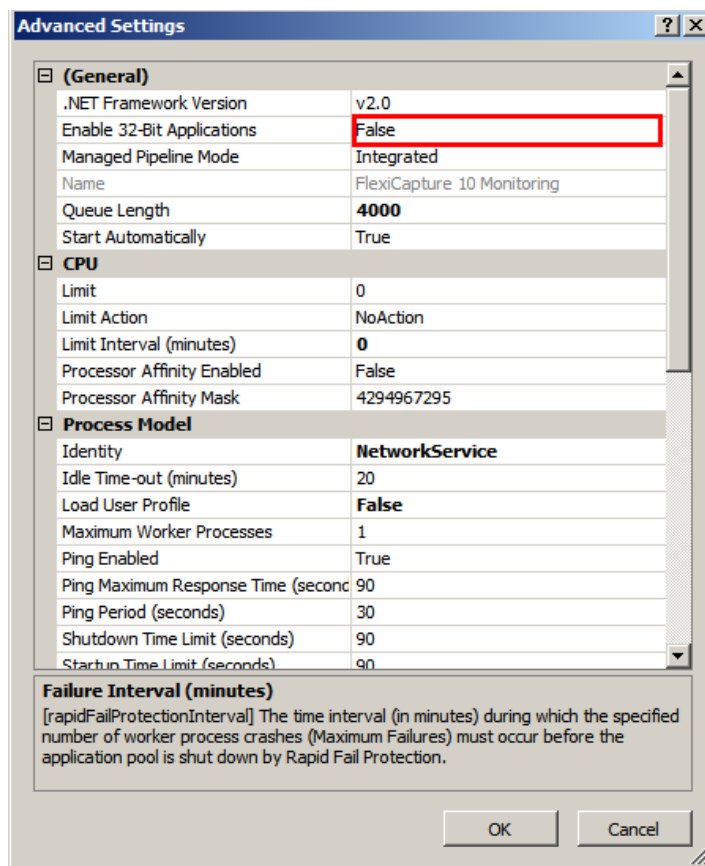 Advanced Settings
(General)
.NET Framework Version v2.0
Enable 32-Bit Applications False
Managed Pipeline Mode Integrated
Name FlexiCapture 10 Monitoring
Queue Length 4000
Start Automatically True
CPU
Limit 0
Limit Action NoAction
Limit Interval (minutes) 0
Processor Affinity Enabled False
Processor Affinity Mask 4294967295
Process Model
Identity NetworkService
Idle Time-out (minutes) 20
Load User Profile False
Maximum Worker Processes 1
Ping Enabled True
Ping Maximum Response Time (second 90
Ping Period (seconds) 30
Shutdown Time Limit (seconds) 90
Startup Time Limit (seconds) 90
Failure Interval (minutes)
[rapidFailProtectionInterval] The time interval (in minutes) during which the specified
number of worker process crashes (Maximum Failures) must occur before the
application pool is shut down by Rapid Fail Protection.
OK Cancel